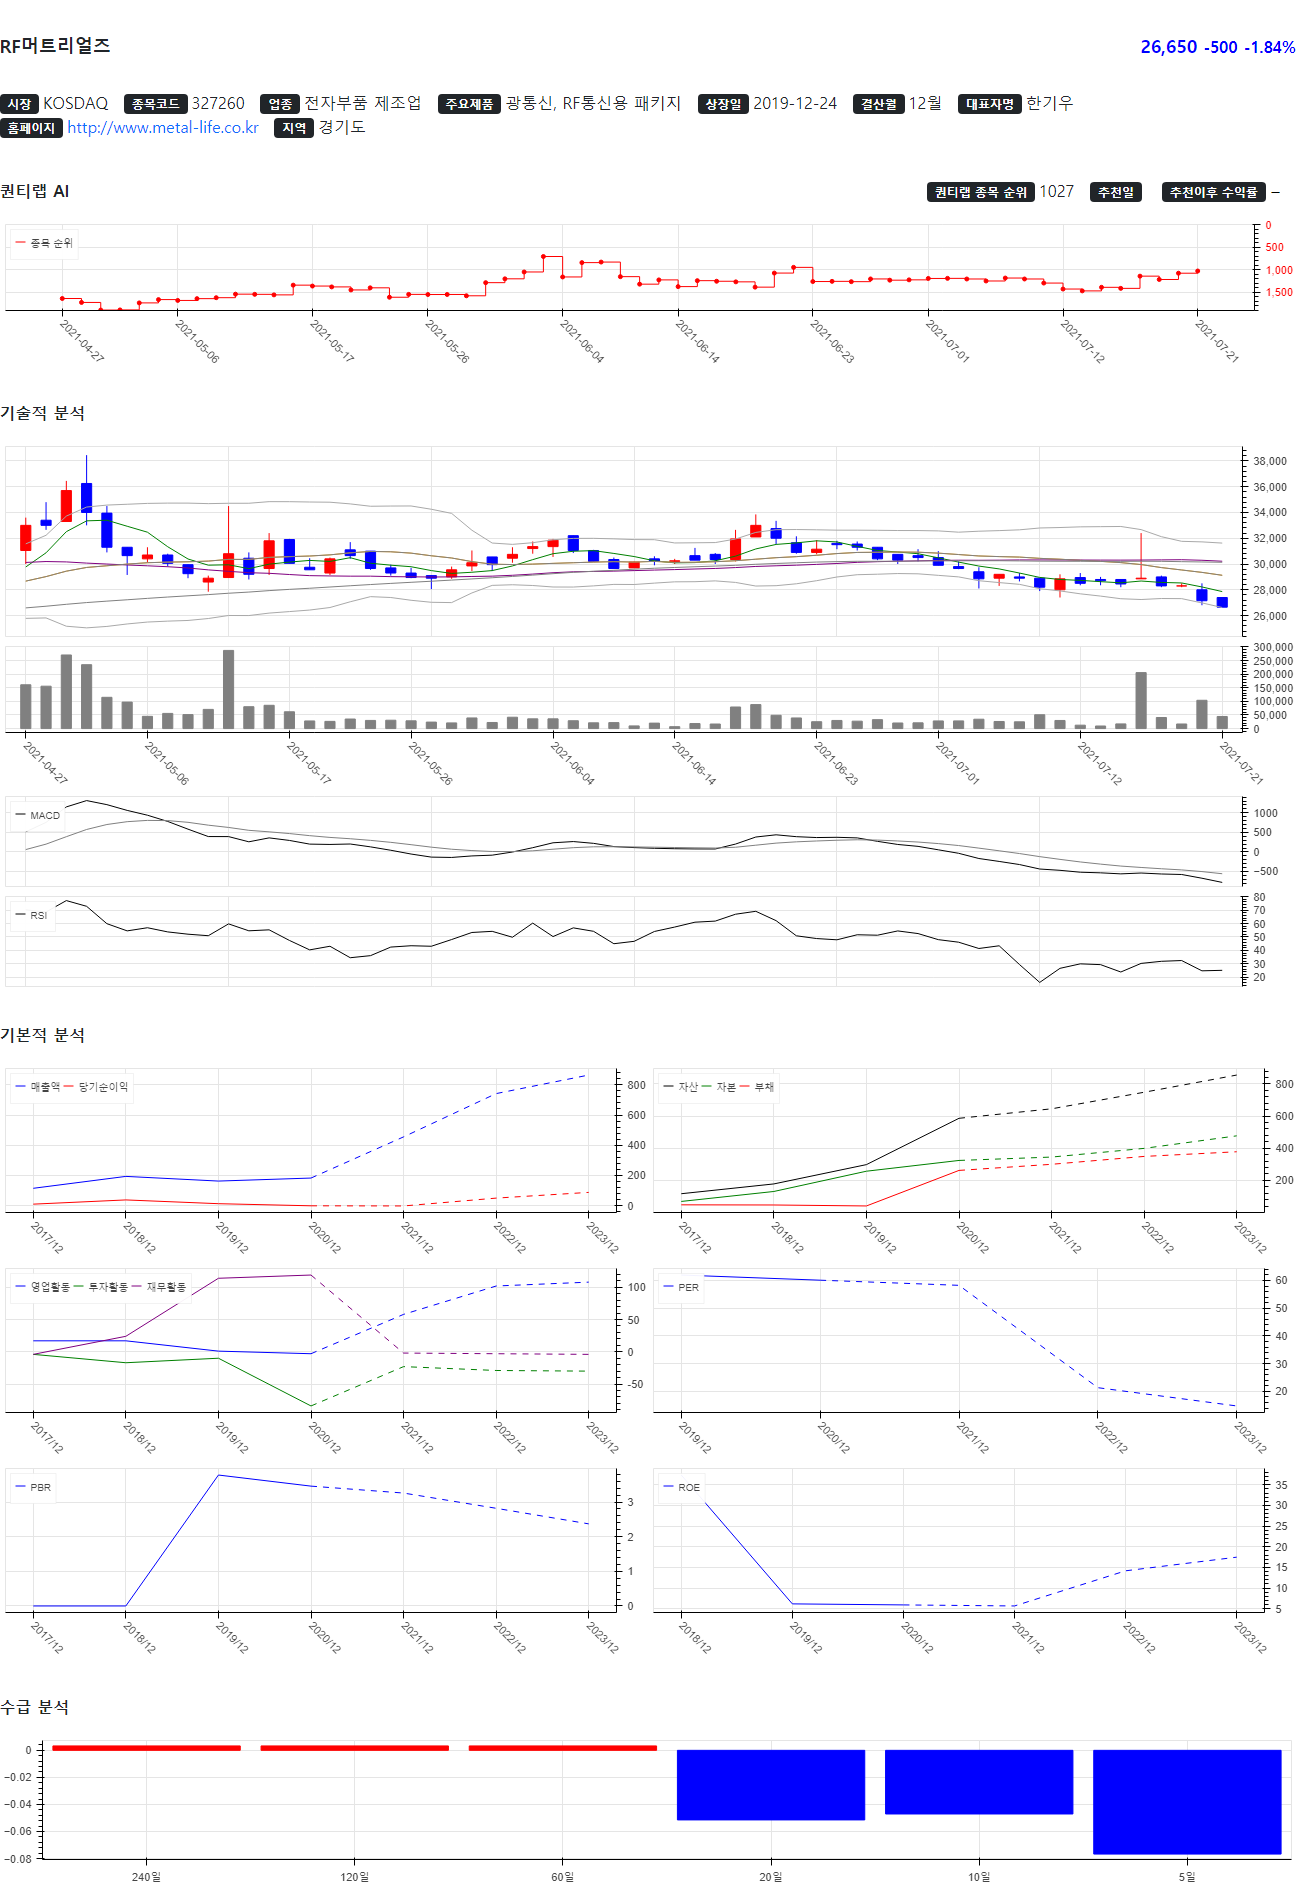 RF머트리얼즈 26,650 -500 -1.84%
시장 KOSDAQ 종목코드 327260 업종 전자부품 제조업 주요제품 광통신, RF통신용 패키지 상장일 2019-12-24 결산월 12월 대표자명 한기우
홈페이지 http://www.metal-life.co.kr 지역 경기도
퀀티랩 AI 퀀티랩 종목 순위 1027 추천일 추천이후 수익률 –
종목 순위
0
500
1,000
1,500
2021-04-27 2021-05-06 2021-05-17 2021-05-26 2021-06-04 2021-06-14 2021-06-23 2021-07-01 2021-07-12 2021-07-21
기술적 분석
38,000
36,000
34,000
32,000
30,000
28,000
26,000
300,000
250,000
200,000
150,000
100,000
50,000
0
2021-04-27 2021-05-06 2021-05-17 2021-05-26 2021-06-04 2021-06-14 2021-06-23 2021-07-01 2021-07-12 2021-07-21
MACD
1000
500
0
−500
RSI
80
70
60
50
40
30
20
기본적 분석
매출액 당기순이익
800
600
400
200
0
2017/12 2018/12 2019/12 2020/12 2021/12 2022/12 2023/12
자산 자본 부채
800
600
400
200
2017/12 2018/12 2019/12 2020/12 2021/12 2022/12 2023/12
영업활동 투자활동 재무활동
100
50
0
-50
2017/12 2018/12 2019/12 2020/12 2021/12 2022/12 2023/12
PER
60
50
40
30
20
2019/12 2020/12 2021/12 2022/12 2023/12
PBR
3
2
1
0
2017/12 2018/12 2019/12 2020/12 2021/12 2022/12 2023/12
ROE
35
30
25
20
15
10
5
2018/12 2019/12 2020/12 2021/12 2022/12 2023/12
수급 분석
0
−0.02
−0.04
−0.06
−0.08
240일 120일 60일 20일 10일 5일